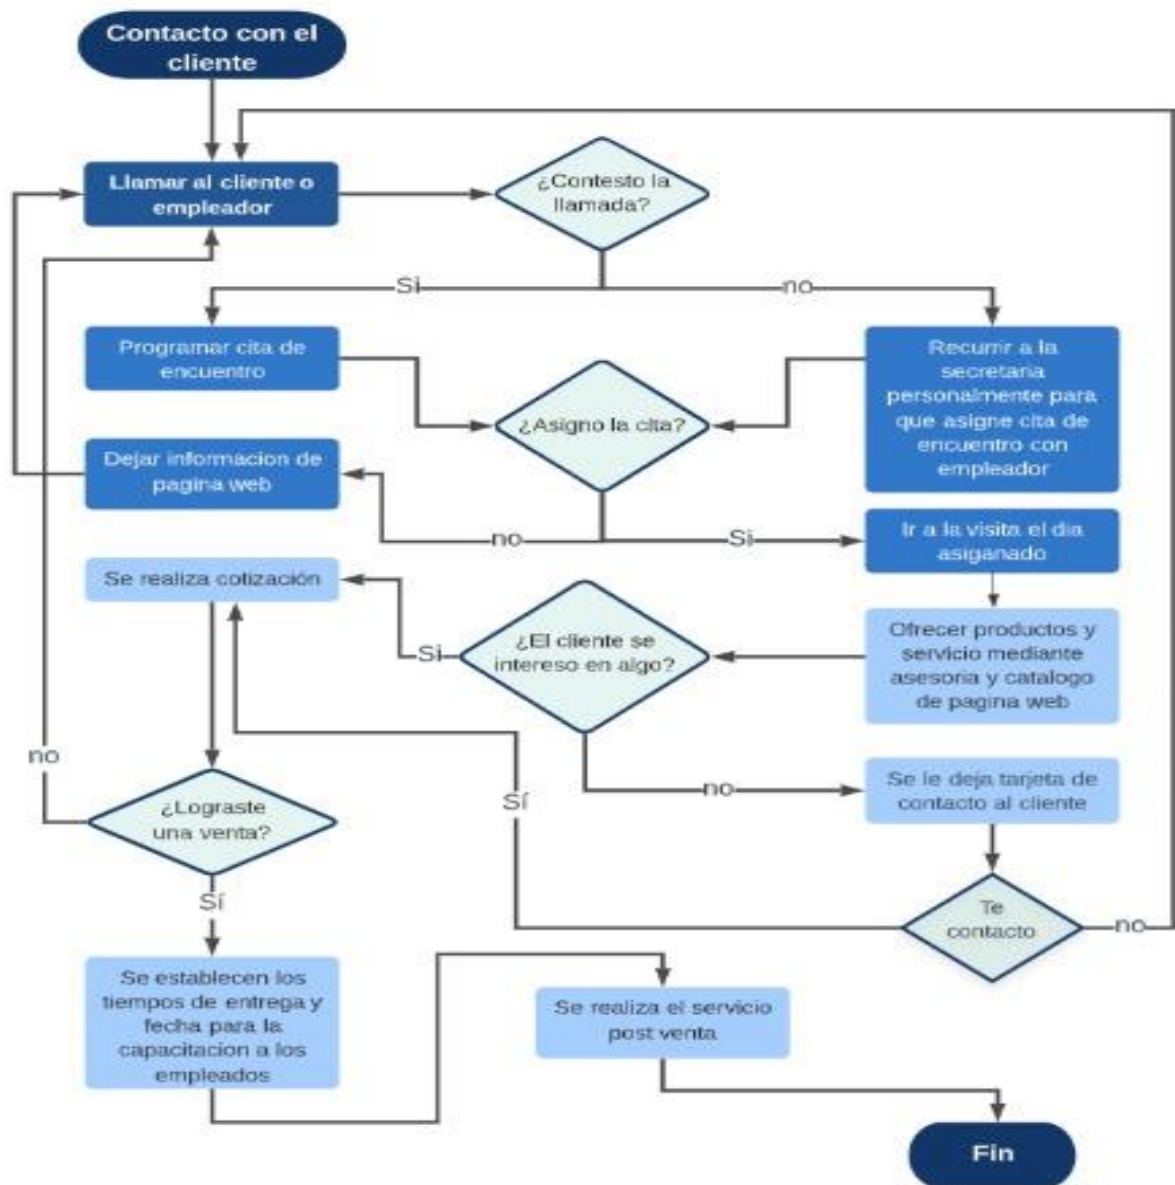 Contacto con el
cliente
Llamar al cliente o
empleador
¿Contesto la
llamada?
Si
no
Programar cita de
encuentro
Recurrir a la
secretaria
personalmente para
que asigne cita de
encuentro con
empleador
¿Asigno la cita?
Dejar informacion de
pagina web
no
Si
Ir a la visita el dia
asiganado
Se realiza cotización
¿El cliente se
intereso en algo?
Si
Ofrecer productos y
servicio mediante
asesoria y catalogo
de pagina web
no
no
Se le deja tarjeta de
contacto al cliente
Sí
¿Lograste
una venta?
Sí
Te
contacto
no
Se establecen los
tiempos de entrega y
fecha para la
capacitacion a los
empleados
Se realiza el servicio
post venta
Fin